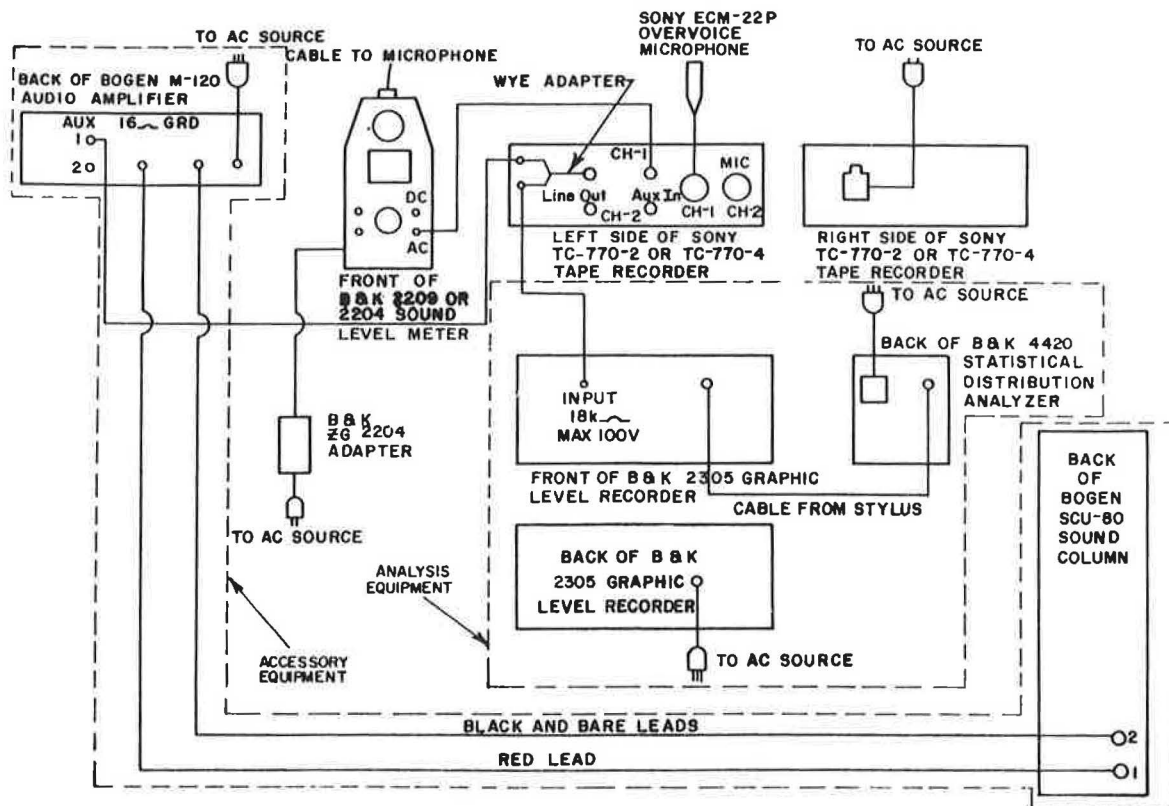 TO AC SOURCE
CABLE TO MICROPHONE
BACK OF BOGEN M-120
AUDIO AMPLIFIER
AUX 16 GRD
1
2
SONY ECM-22P
OVERVOICE
MICROPHONE
WYE ADAPTER
TO AC SOURCE
DC
AC
FRONT OF
B & K 2209 OR
2204 SOUND
LEVEL METER
CH-1
MIC
Line Out
Aux In
CH-2
CH-1
CH-2
LEFT SIDE OF SONY
TC-770-2 OR TC-770-4
TAPE RECORDER
RIGHT SIDE OF SONY
TC-770-2 OR TC-770-4
TAPE RECORDER
TO AC SOURCE
BACK OF B & K 4420
STATISTICAL
DISTRIBUTION
ANALYZER
INPUT
18k
MAX 100V
FRONT OF B & K 2305 GRAPHIC
LEVEL RECORDER
CABLE FROM STYLUS
B & K
ZG 2204
ADAPTER
TO AC SOURCE
BACK OF B & K
2305 GRAPHIC
LEVEL RECORDER
TO AC SOURCE
ANALYSIS
EQUIPMENT
ACCESSORY
EQUIPMENT
BACK
OF
BOGEN
SCU-80
SOUND
COLUMN
BLACK AND BARE LEADS
2
RED LEAD
1